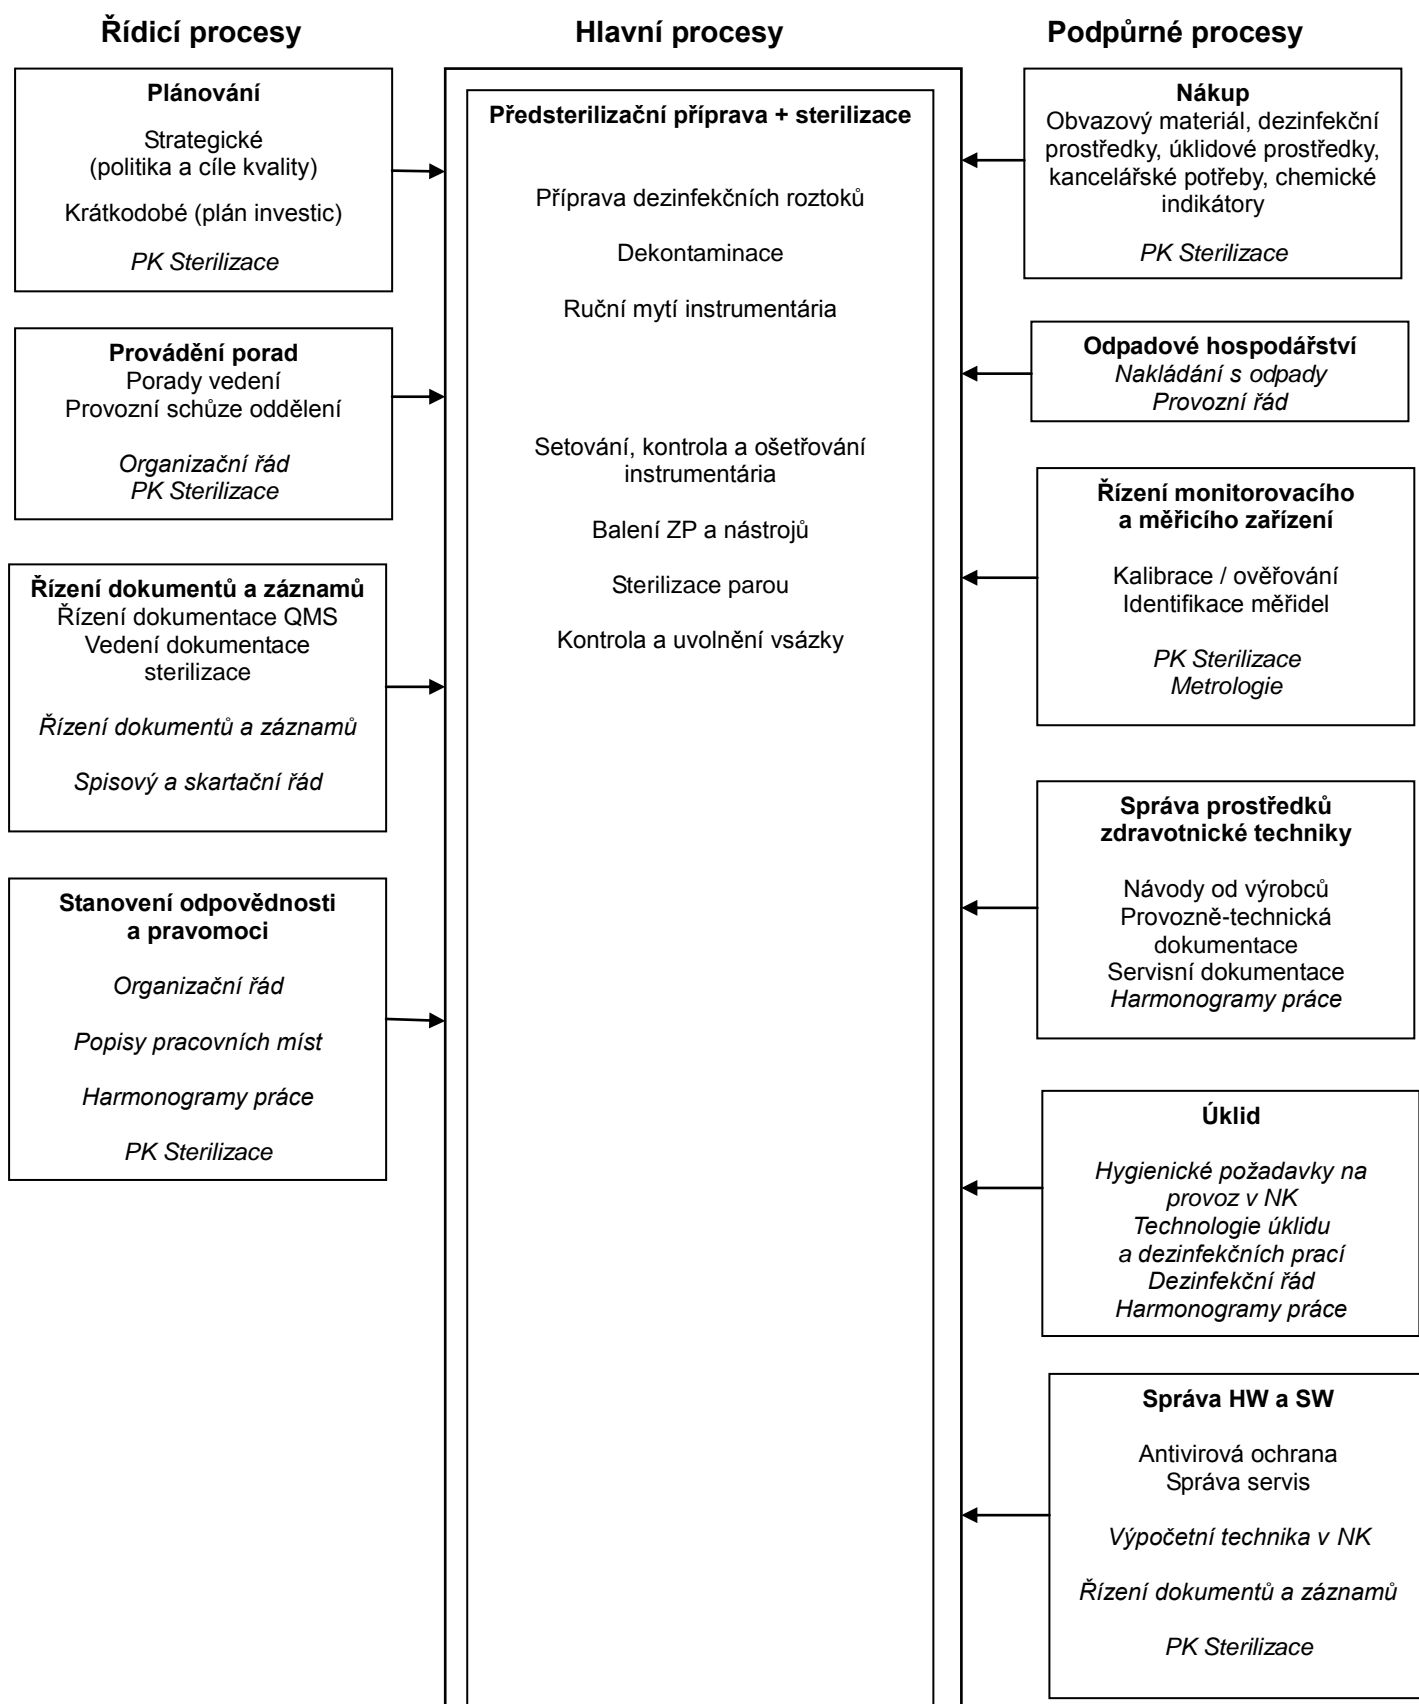 Řídicí procesy
Hlavní procesy
Podpůrné procesy
Plánování
Strategické
(politika a cíle kvality)
Krátkodobé (plán investic)
PK Sterilizace
Provádění porad
Porady vedení
Provozní schůze oddělení
Organizační řád
PK Sterilizace
Řízení dokumentů a záznamů
Řízení dokumentace QMS
Vedení dokumentace
sterilizace
Řízení dokumentů a záznamů
Spisový a skartační řád
Stanovení odpovědnosti
a pravomoci
Organizační řád
Popisy pracovních míst
Harmonogramy práce
PK Sterilizace
Předsterilizační příprava + sterilizace
Příprava dezinfekčních roztoků
Dekontaminace
Ruční mytí instrumentária
Setování, kontrola a ošetřování
instrumentária
Balení ZP a nástrojů
Sterilizace parou
Kontrola a uvolnění vsázky
Nákup
Obvazový materiál, dezinfekční
prostředky, úklidové prostředky,
kancelářské potřeby, chemické
indikátory
PK Sterilizace
Odpadové hospodářství
Nakládání s odpady
Provozní řád
Řízení monitorovacího
a měřicího zařízení
Kalibrace / ověřování
Identifikace měřidel
PK Sterilizace
Metrologie
Správa prostředků
zdravotnické techniky
Návody od výrobců
Provozně-technická
dokumentace
Servisní dokumentace
Harmonogramy práce
Úklid
Hygienické požadavky na
provoz v NK
Technologie úklidu
a dezinfekčních prací
Dezinfekční řád
Harmonogramy práce
Správa HW a SW
Antivirová ochrana
Správa servis
Výpočetní technika v NK
Řízení dokumentů a záznamů
PK Sterilizace